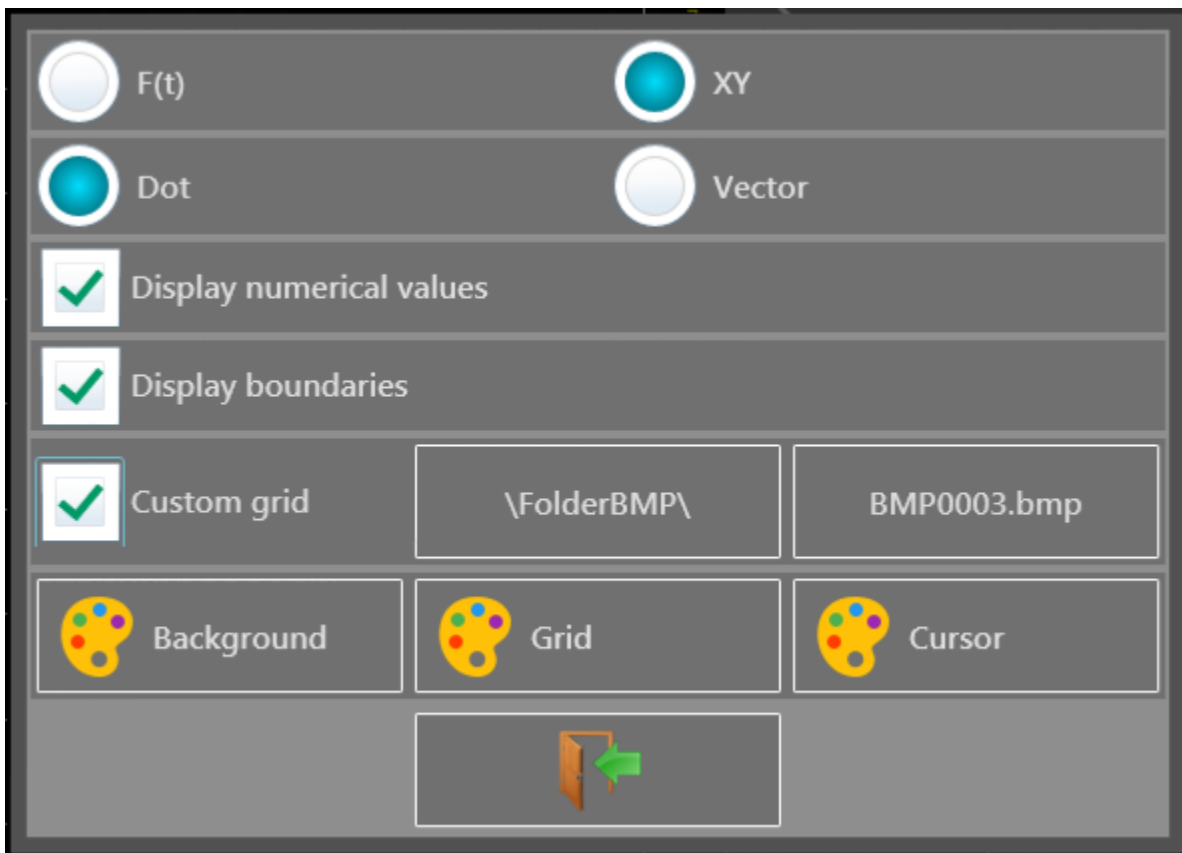 F(t) XY
Dot Vector
Display numerical values
Display boundaries
Custom grid \FolderBMP\ BMP0003.bmp
Background Grid Cursor